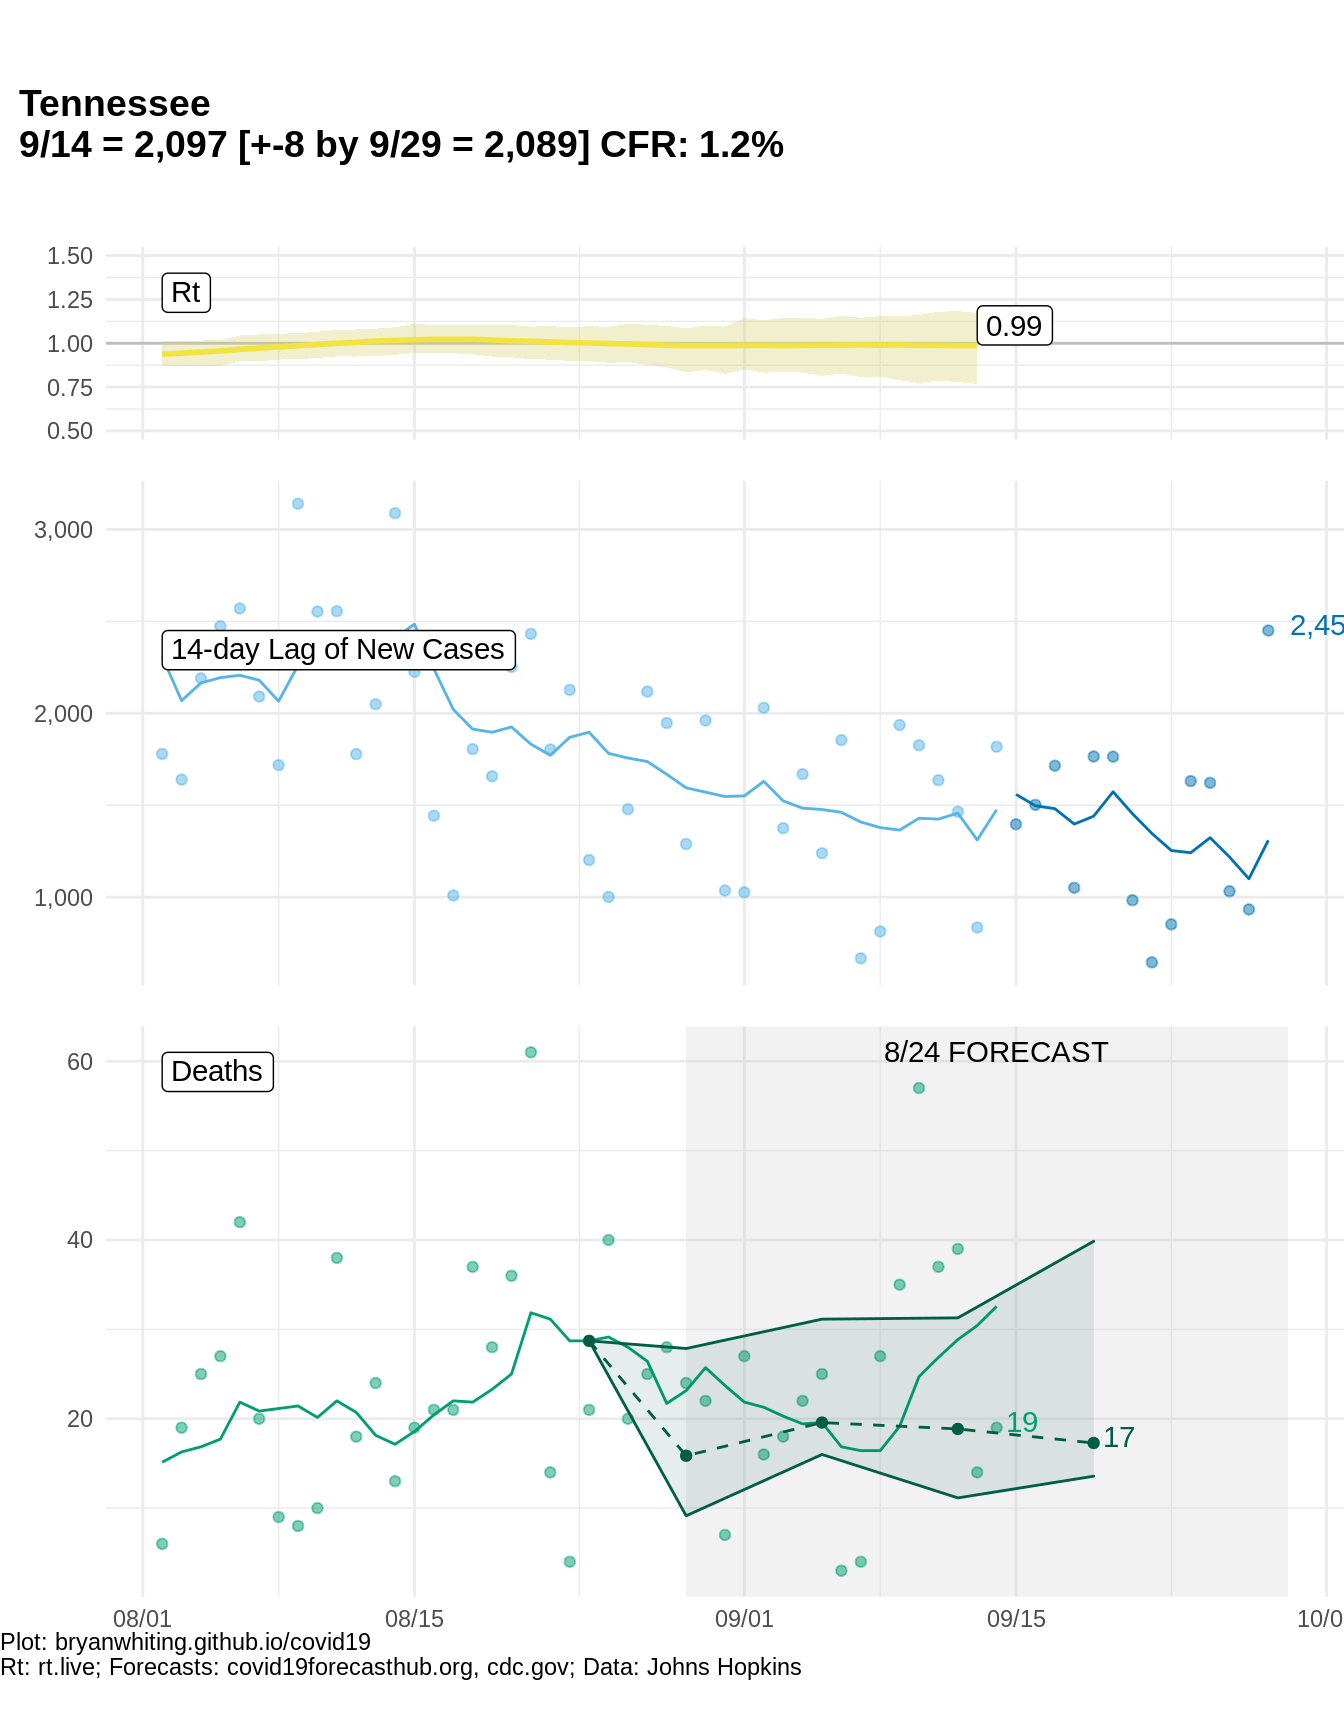 Tennessee
9/14 = 2,097 [+-8 by 9/29 = 2,089] CFR: 1.2%
1.50
1.25
1.00
0.75
0.50
Rt
0.99
3,000
2,000
1,000
14-day Lag of New Cases
2,45
60
40
20
Deaths
8/24 FORECAST
19
17
08/01 08/15 09/01 09/15 10/0
Plot: bryanwhiting.github.io/covid19
Rt: rt.live; Forecasts: covid19forecasthub.org, cdc.gov; Data: Johns Hopkins